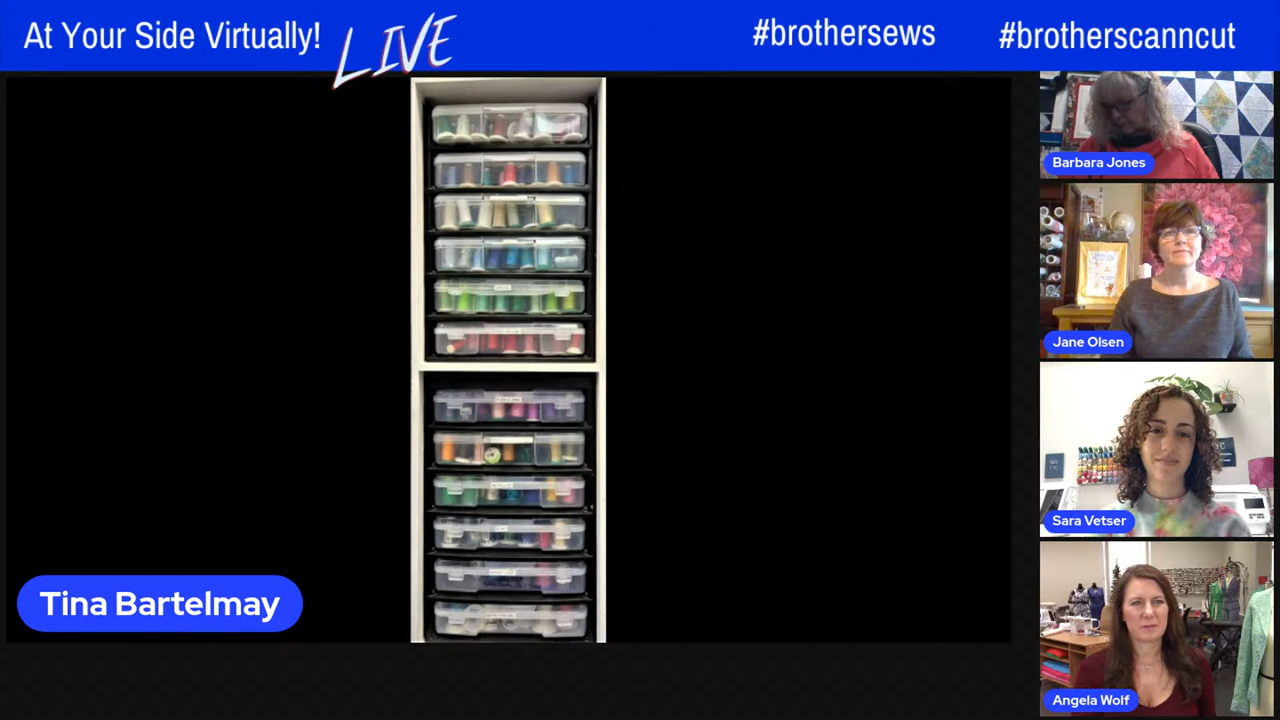 At Your Side Virtually!
LIVE
#brothersews
#brotherscanncut
Barbara Jones
Jane Olsen
Sara Vetser
Angela Wolf
Tina Bartelmay